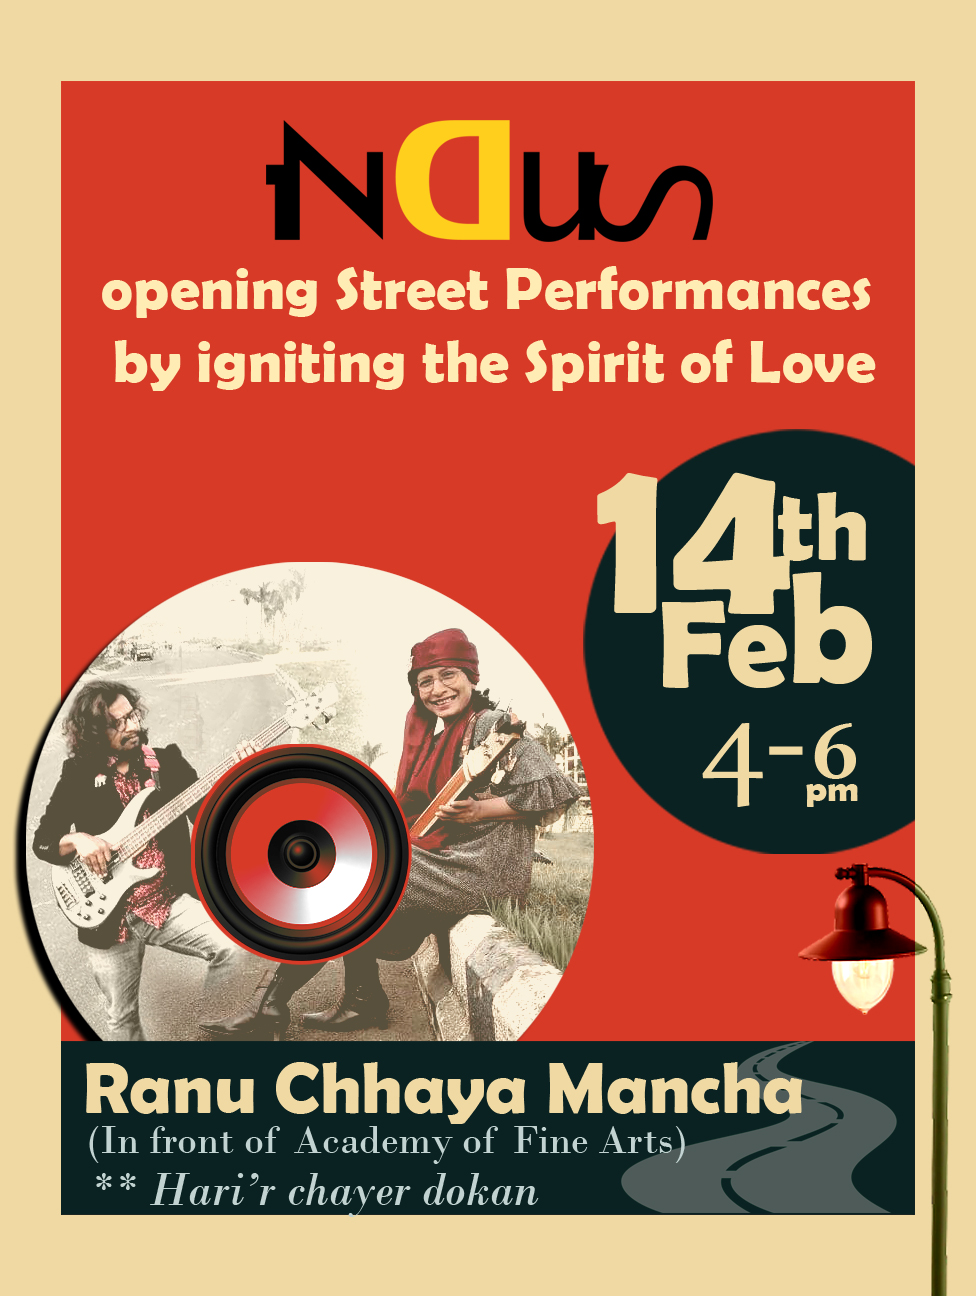 opening Street Performances
by igniting the Spirit of Love
14th
Feb
4-6
pm
Ranu Chhaya Mancha
(In front of Academy of Fine Arts)
** Hari'r chayer dokan